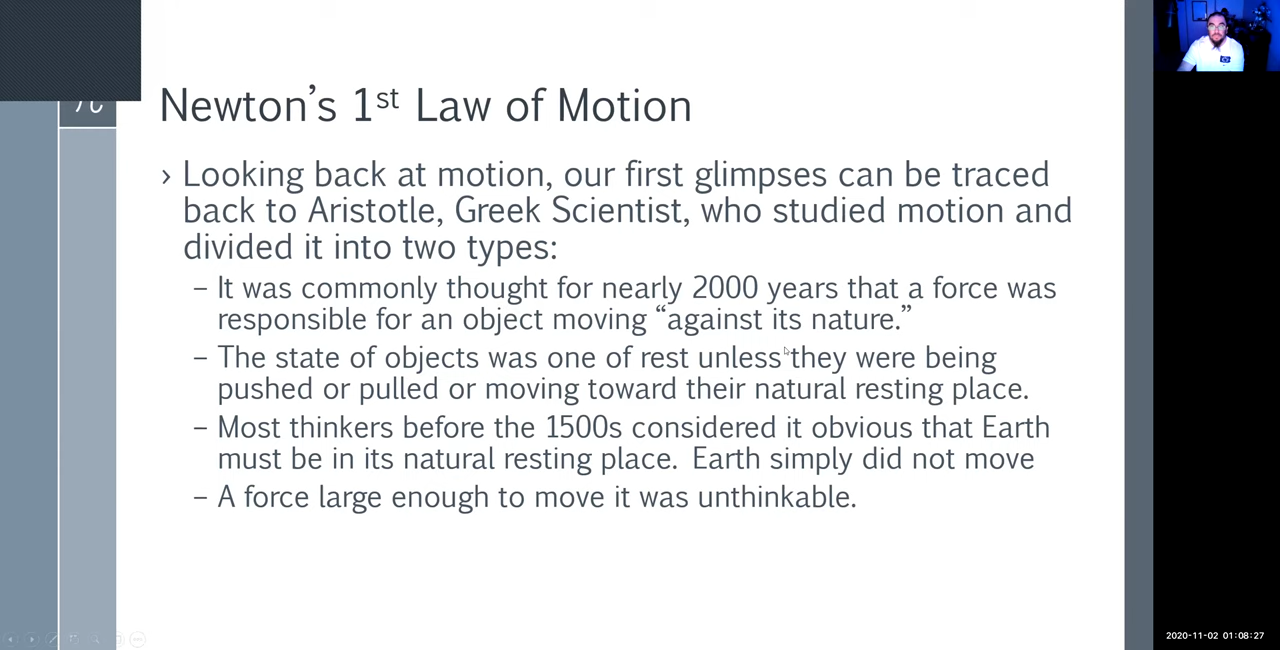 Newton’s 1st Law of Motion
› Looking back at motion, our first glimpses can be traced
back to Aristotle, Greek Scientist, who studied motion and
divided it into two types:
– It was commonly thought for nearly 2000 years that a force was
responsible for an object moving “against its nature.”
– The state of objects was one of rest unless they were being
pushed or pulled or moving toward their natural resting place.
– Most thinkers before the 1500s considered it obvious that Earth
must be in its natural resting place. Earth simply did not move
– A force large enough to move it was unthinkable.
2020-11-02 01:08:27